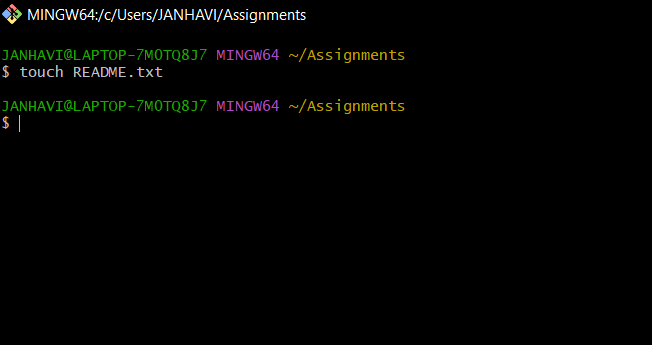 MINGW64:/c/Users/JANHAVI/Assignments
JANHAVI@LAPTOP-7M0TQ8J7 MINGW64 ~/Assignments
$ touch README.txt
JANHAVI@LAPTOP-7M0TQ8J7 MINGW64 ~/Assignments
$